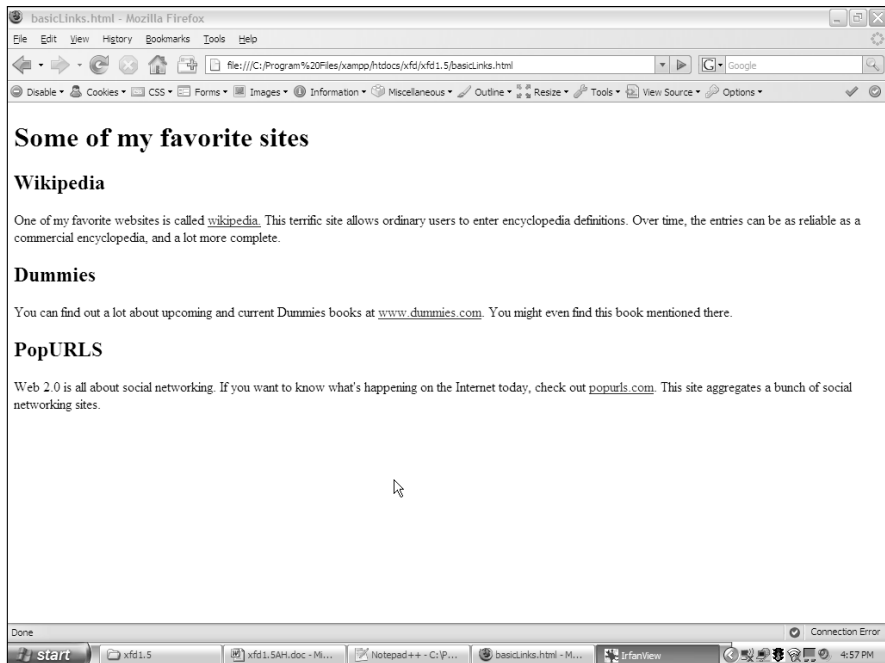 basicLinks.html - Mozilla Firefox
File Edit View History Bookmarks Tools Help
file:///C:/Program%20Files/xampp/htdocs/xfd/xfd1.5/basicLinks.html G Google
Disable Cookies CSS Forms Images Information Miscellaneous Outline Resize Tools View Source Options
Some of my favorite sites
Wikipedia
One of my favorite websites is called wikipedia. This terrific site allows ordinary users to enter encyclopedia definitions. Over time, the entries can be as reliable as a
commercial encyclopedia, and a lot more complete.
Dummies
You can find out a lot about upcoming and current Dummies books at www.dummies.com. You might even find this book mentioned there.
PopURLS
Web 2.0 is all about social networking. If you want to know what's happening on the Internet today, check out popurls.com. This site aggregates a bunch of social
networking sites.
Done Connection Error
start xfd1.5 xfd1.5AH.doc - Mi... Notepad++ - C:\P... basicLinks.html - M... IrfanView 4:57 PM